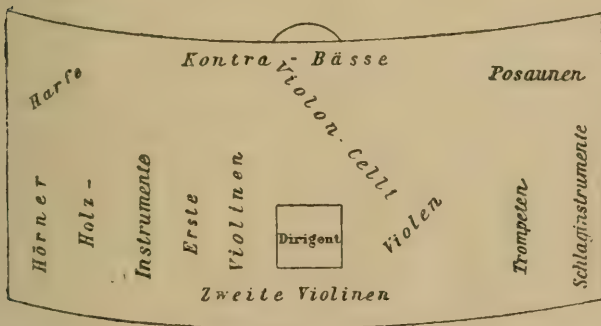 Kontra - Bässe
Harfe
Violon-Celli
Posaunen
Hörner
Holz-
Instrumente
Erste
Violinen
Dirigent
Violen
Trompeten
Schlaginstrumente
Zweite Violinen